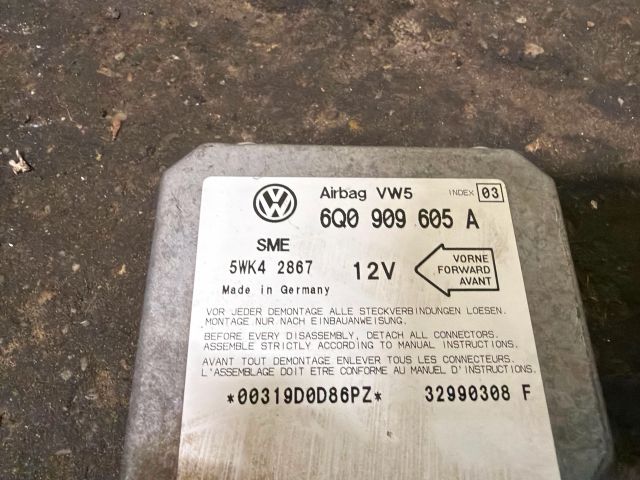 Airbag VW5 INDEX 03
6Q0 909 605 A
SME
5WK4 2867 12V
VORNE
FORWARD
AVANT
Made in Germany
VOR JEDER DEMONTAGE ALLE STECKVERBINDUNGEN LOESEN.
MONTAGE NUR NACH EINBAUANWEISUNG.
BEFORE EVERY DISASSEMBLY, DETACH ALL CONNECTORS.
ASSEMBLE STRICTLY ACCORDING TO MANUAL INSTRUCTIONS.
AVANT TOUT DEMONTAGE ENLEVER TOUS LES CONNECTEURS.
L'ASSEMBLAGE DOIT ETRE CONFORME AU MANUEL D'INSTRUCTIONS.
*00319D0D86PZ* 32990308 F